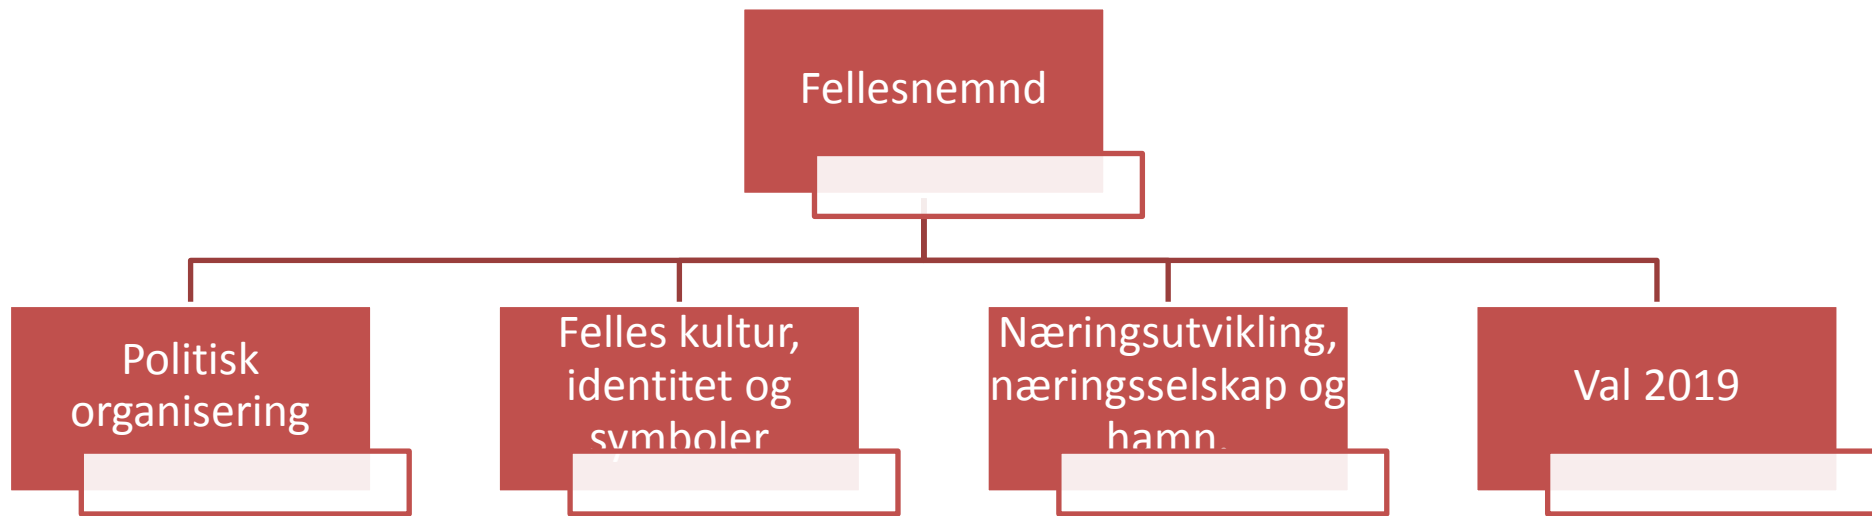 Fellesnemnd
Politisk
organisering
Felles kultur,
identitet og
symboler
Næringsutvikling,
næringsselskap og
hamn.
Val 2019